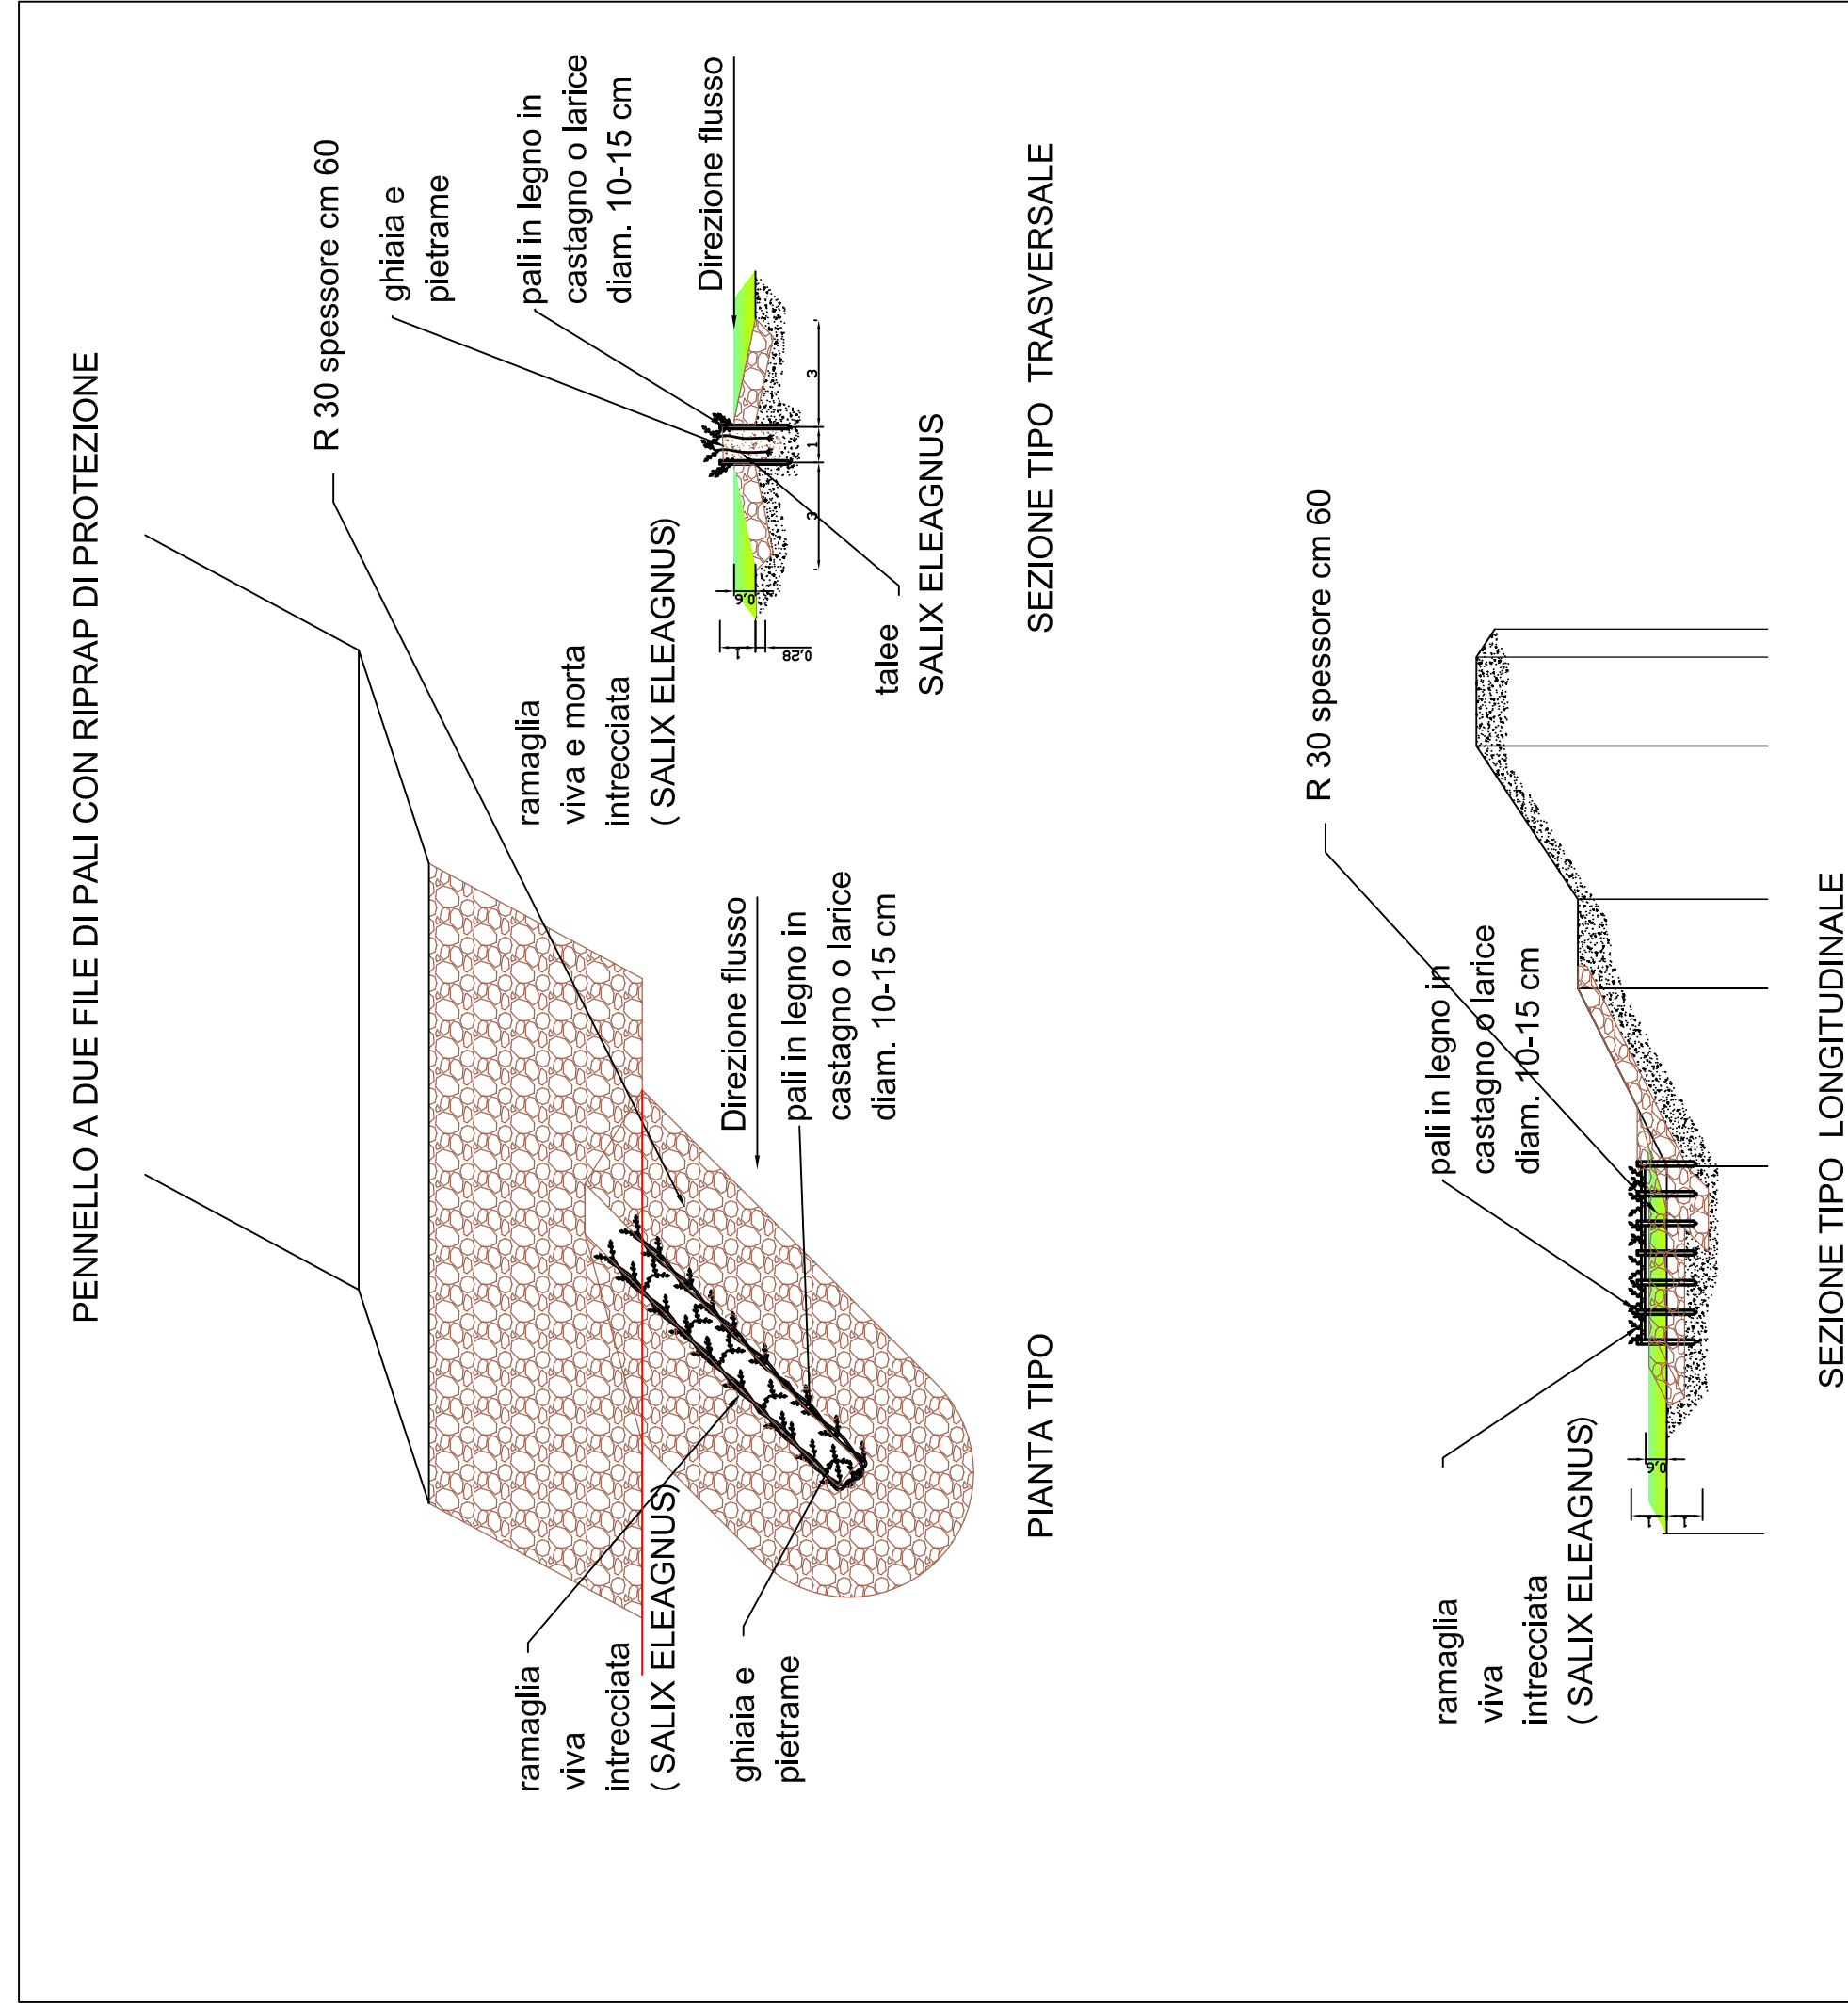 PENNELLO A DUE FILE DI PALI CON RIPRAP DI PROTEZIONE
R 30 spessore cm 60
ghiaia e
pietrame
pali in legno in
castagno o larice
diam. 10-15 cm
Direzione flusso
ramaglia
viva e morta
intrecciata
( SALIX ELEAGNUS)
3
1
3
0,6
1
0,28
talee
SALIX ELEAGNUS
SEZIONE TIPO TRASVERSALE
ramaglia
viva
intrecciata
( SALIX ELEAGNUS)
ghiaia e
pietrame
Direzione flusso
pali in legno in
castagno o larice
diam. 10-15 cm
PIANTA TIPO
R 30 spessore cm 60
pali in legno in
castagno o larice
diam. 10-15 cm
ramaglia
viva
intrecciata
( SALIX ELEAGNUS)
0,6
1
1
SEZIONE TIPO LONGITUDINALE